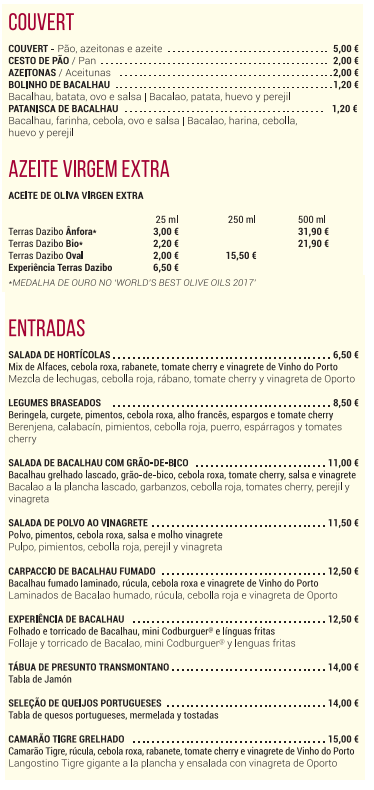 COUVERT
COUVERT - Pão, azeitonas e azeite ........ 5,00 €
CESTO DE PÃO / Pan ........ 2,00 €
AZEITONAS / Aceitunas ........ 2,00 €
BOLINHO DE BACALHAU ........ 1,20 €
Bacalhau, batata, ovo e salsa | Bacalao, patata, huevo y perejil
PATANISCA DE BACALHAU ........ 1,20 €
Bacalhau, farinha, cebola, ovo e salsa | Bacalao, harina, cebolla,
huevo y perejil
AZEITE VIRGEM EXTRA
ACEITE DE OLIVA VIRGEN EXTRA
25 ml 250 ml 500 ml
Terras Dazibo Ânfora* 3,00 € 31,90 €
Terras Dazibo Bio* 2,20 € 21,90 €
Terras Dazibo Oval 2,00 € 15,50 €
Experiência Terras Dazibo 6,50 €
*MEDALHA DE OURO NO 'WORLD'S BEST OLIVE OILS 2017'
ENTRADAS
SALADA DE HORTÍCOLAS ........ 6,50 €
Mix de Alfaces, cebola roxa, rabanete, tomate cherry e vinagrete de Vinho do Porto
Mezcla de lechugas, cebolla roja, rábano, tomate cherry y vinagreta de Oporto
LEGUMES BRASEADOS ........ 8,50 €
Beringela, curgete, pimentos, cebola roxa, alho francês, espargos e tomate cherry
Berenjena, calabacín, pimientos, cebolla roja, puerro, espárragos y tomates
cherry
SALADA DE BACALHAU COM GRÃO-DE-BICO ........ 11,00 €
Bacalhau grelhado lascado, grão-de-bico, cebola roxa, tomate cherry, salsa e vinagrete
Bacalao a la plancha lascado, garbanzos, cebolla roja, tomates cherry, perejil y
vinagreta
SALADA DE POLVO AO VINAGRETE ........ 11,50 €
Polvo, pimentos, cebola roxa, salsa e molho vinagrete
Pulpo, pimientos, cebolla roja, perejil y vinagreta
CARPACCIO DE BACALHAU FUMADO ........ 12,50 €
Bacalhau fumado laminado, rúcula, cebola roxa e vinagrete de Vinho do Porto
Laminados de Bacalao humado, rúcula, cebolla roja e vinagreta de Oporto
EXPERIÊNCIA DE BACALHAU ........ 12,50 €
Folhado e torricado de Bacalhau, mini Codburguer® e línguas fritas
Follaje y torricado de Bacalao, mini Codburguer® y lenguas fritas
TÁBUA DE PRESUNTO TRANSMONTANO ........ 14,00 €
Tabla de Jamón
SELEÇÃO DE QUEIJOS PORTUGUESES ........ 14,00 €
Tabla de quesos portugueses, mermelada y tostadas
CAMARÃO TIGRE GRELHADO ........ 15,00 €
Camarão Tigre, rúcula, cebola roxa, rabanete, tomate cherry e vinagrete de Vinho do Porto
Langostino Tigre gigante a la plancha y ensalada con vinagreta de Oporto